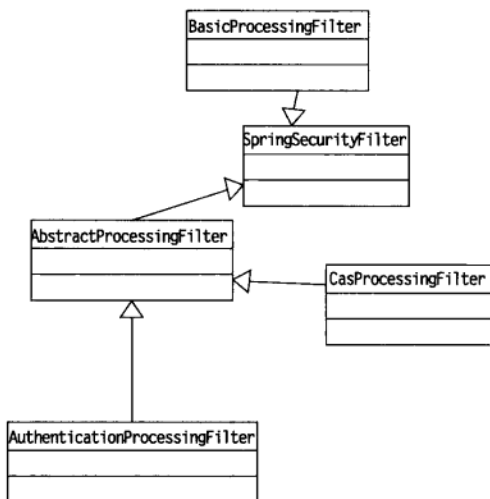 BasicProcessingFilter
SpringSecurityFilter
AbstractProcessingFilter
CasProcessingFilter
AuthenticationProcessingFilter